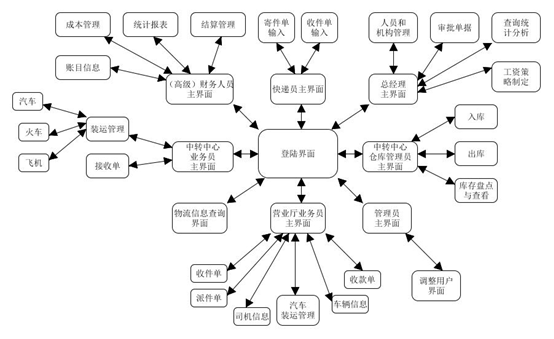 成本管理
统计报表
结算管理
寄件单
输入
收件单
输入
人员和
机构管理
审批单据
查询统
计分析
账目信息
（高级）财务人员
主界面
快递员主界面
总经理
主界面
工资策
略制定
汽车
火车
飞机
装运管理
接收单
中转中心
业务员
主界面
登陆界面
中转中心
仓库管理员
主界面
入库
出库
库存盘点
与查看
物流信息查询
界面
营业厅业务员
主界面
管理员
主界面
收件单
派件单
司机信息
汽车
装运管理
车辆信息
收款单
调整用户
界面